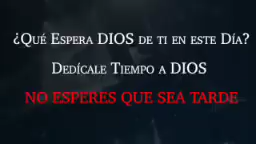 ¿Qué Espera DIOS de ti en este Día?
Dedícale Tiempo a DIOS
NO ESPERES QUE SEA TARDE